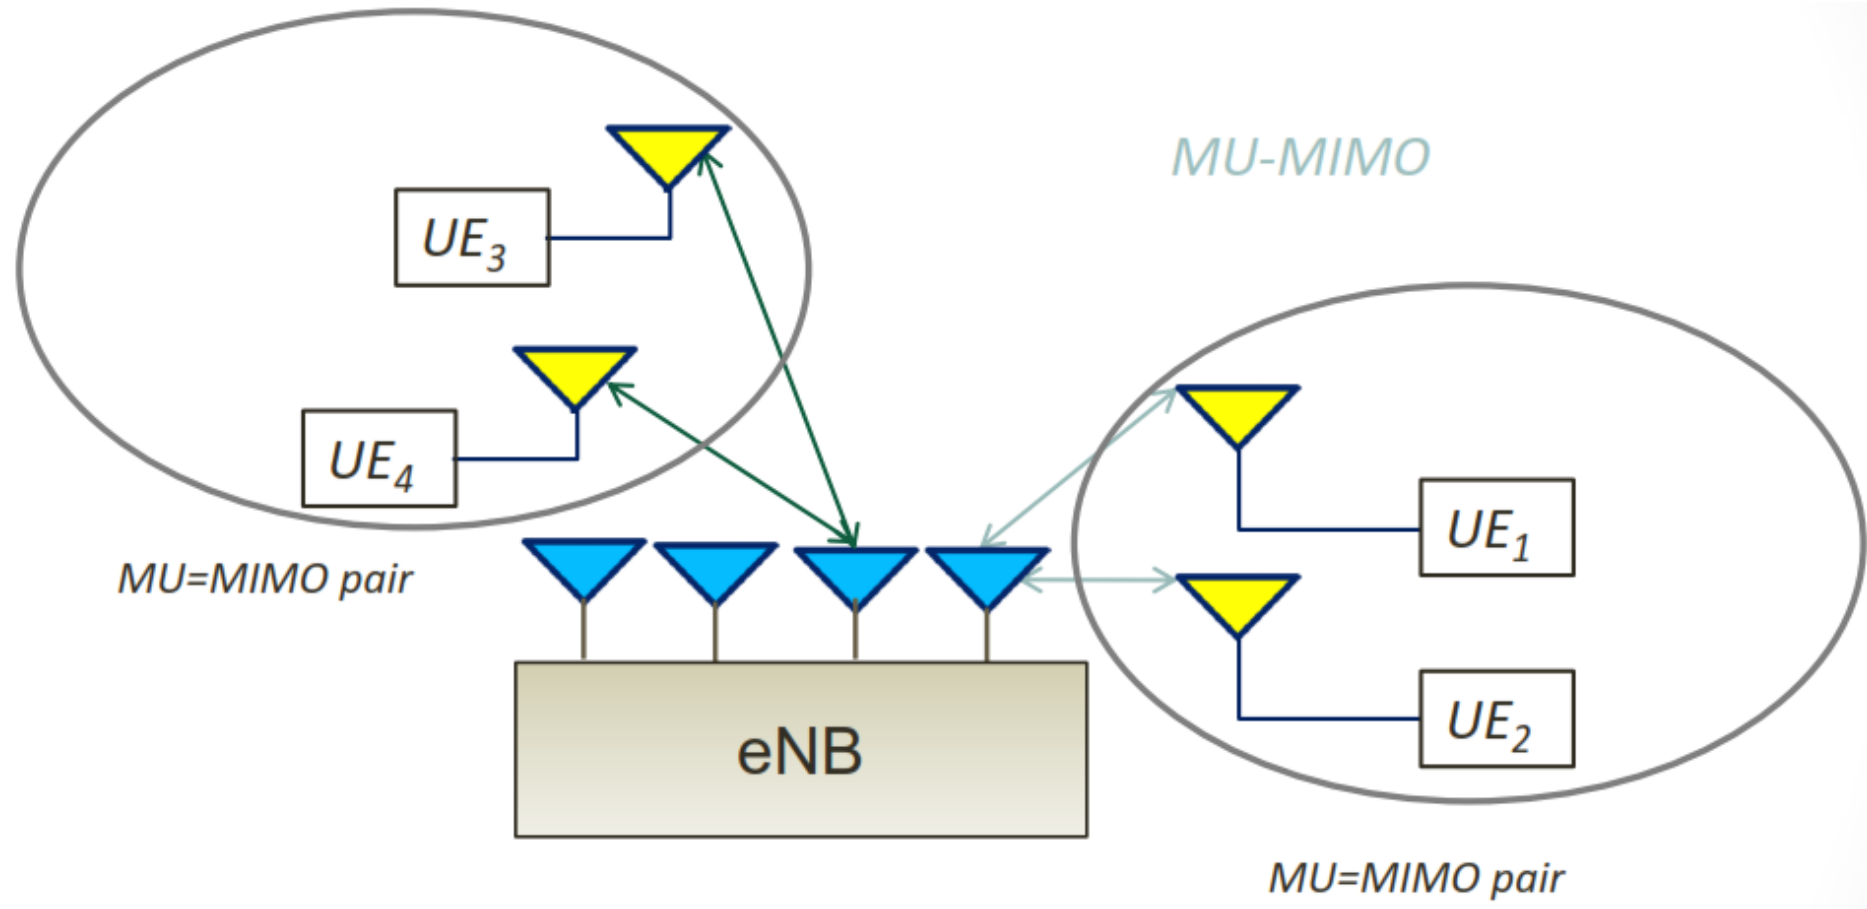 MU-MIMO
UE3
UE4
MU=MIMO pair
UE1
UE2
eNB
MU=MIMO pair